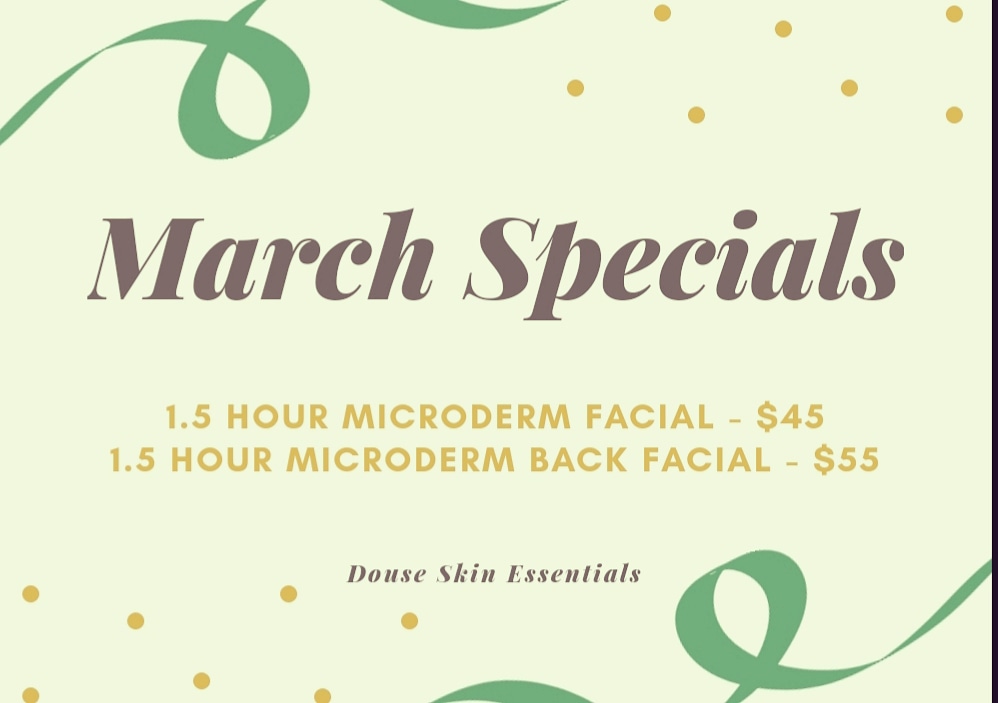 March Specials
1.5 HOUR MICRODERM FACIAL - $45
1.5 HOUR MICRODERM BACK FACIAL - $55
Douse Skin Essentials